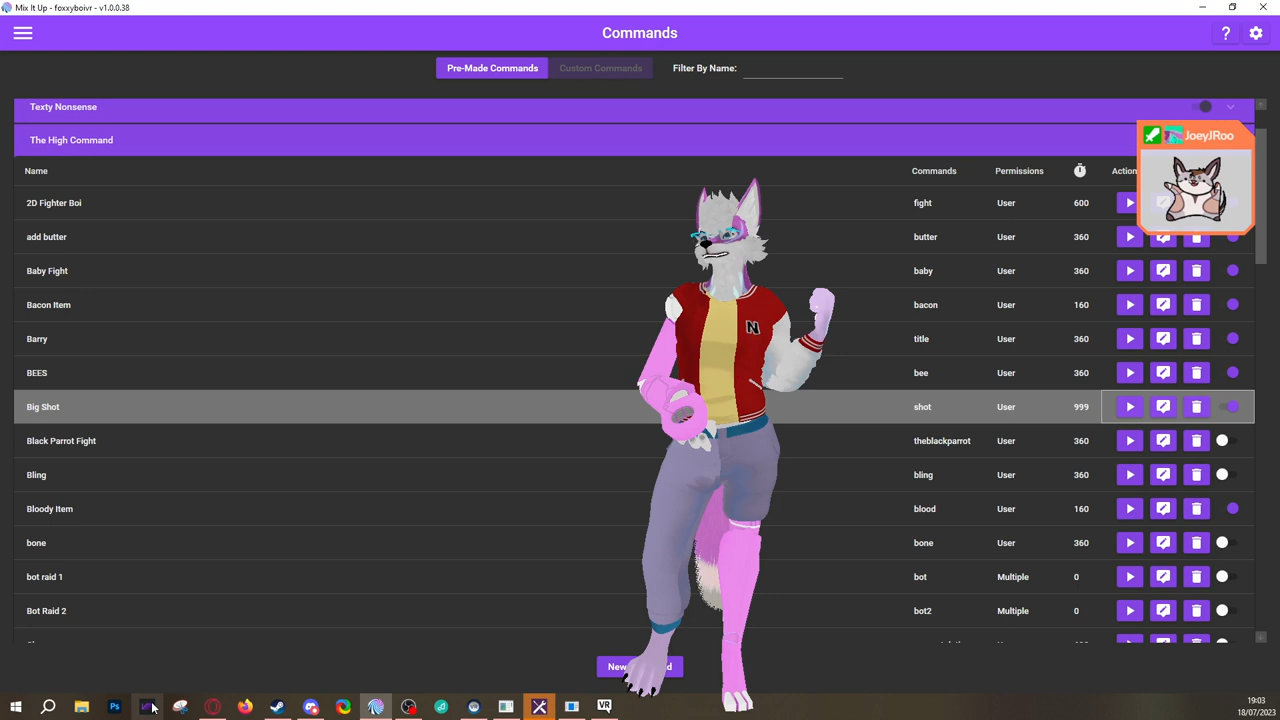 Mix It Up - foxxyboivr - v1.0.0.38
Commands
?
Pre-Made Commands Custom Commands Filter By Name:
Texty Nonsense
The High Command
JoeyJRoo
Name Commands Permissions Action
2D Fighter Boi fight User 600
add butter butter User 360
Baby Fight baby User 360
Bacon Item bacon User 160
Barry title User 360
BEES bee User 360
Big Shot shot User 999
Black Parrot Fight theblackparrot User 360
Bling bling User 360
Bloody Item blood User 160
bone bone User 360
bot raid 1 bot Multiple 0
Bot Raid 2 bot2 Multiple 0
N
New
Ps
VR
19:03
18/07/2023